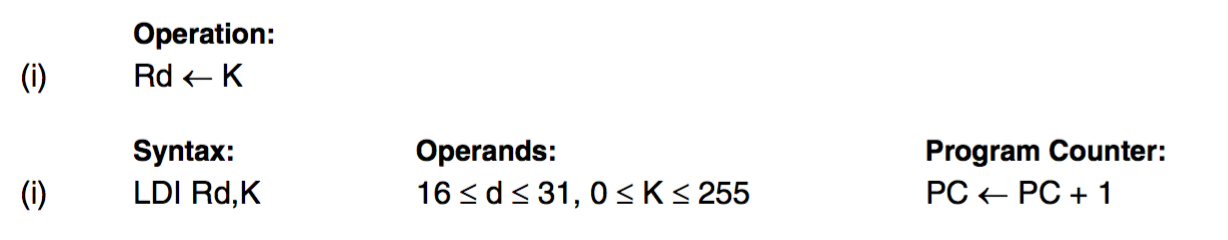 Operation:
(i) Rd ← K
Syntax: Operands: Program Counter:
(i) LDI Rd,K 16 ≤ d ≤ 31, 0 ≤ K ≤ 255 PC ← PC + 1